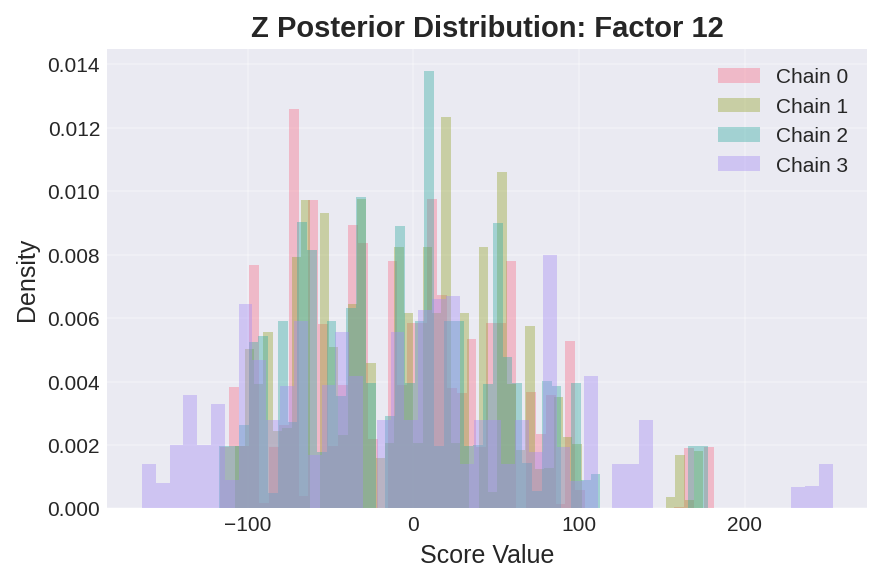 Z Posterior Distribution: Factor 12
Chain 0
Chain 1
Chain 2
Chain 3
Density
0.014
0.012
0.010
0.008
0.006
0.004
0.002
0.000
−100
0
100
200
Score Value